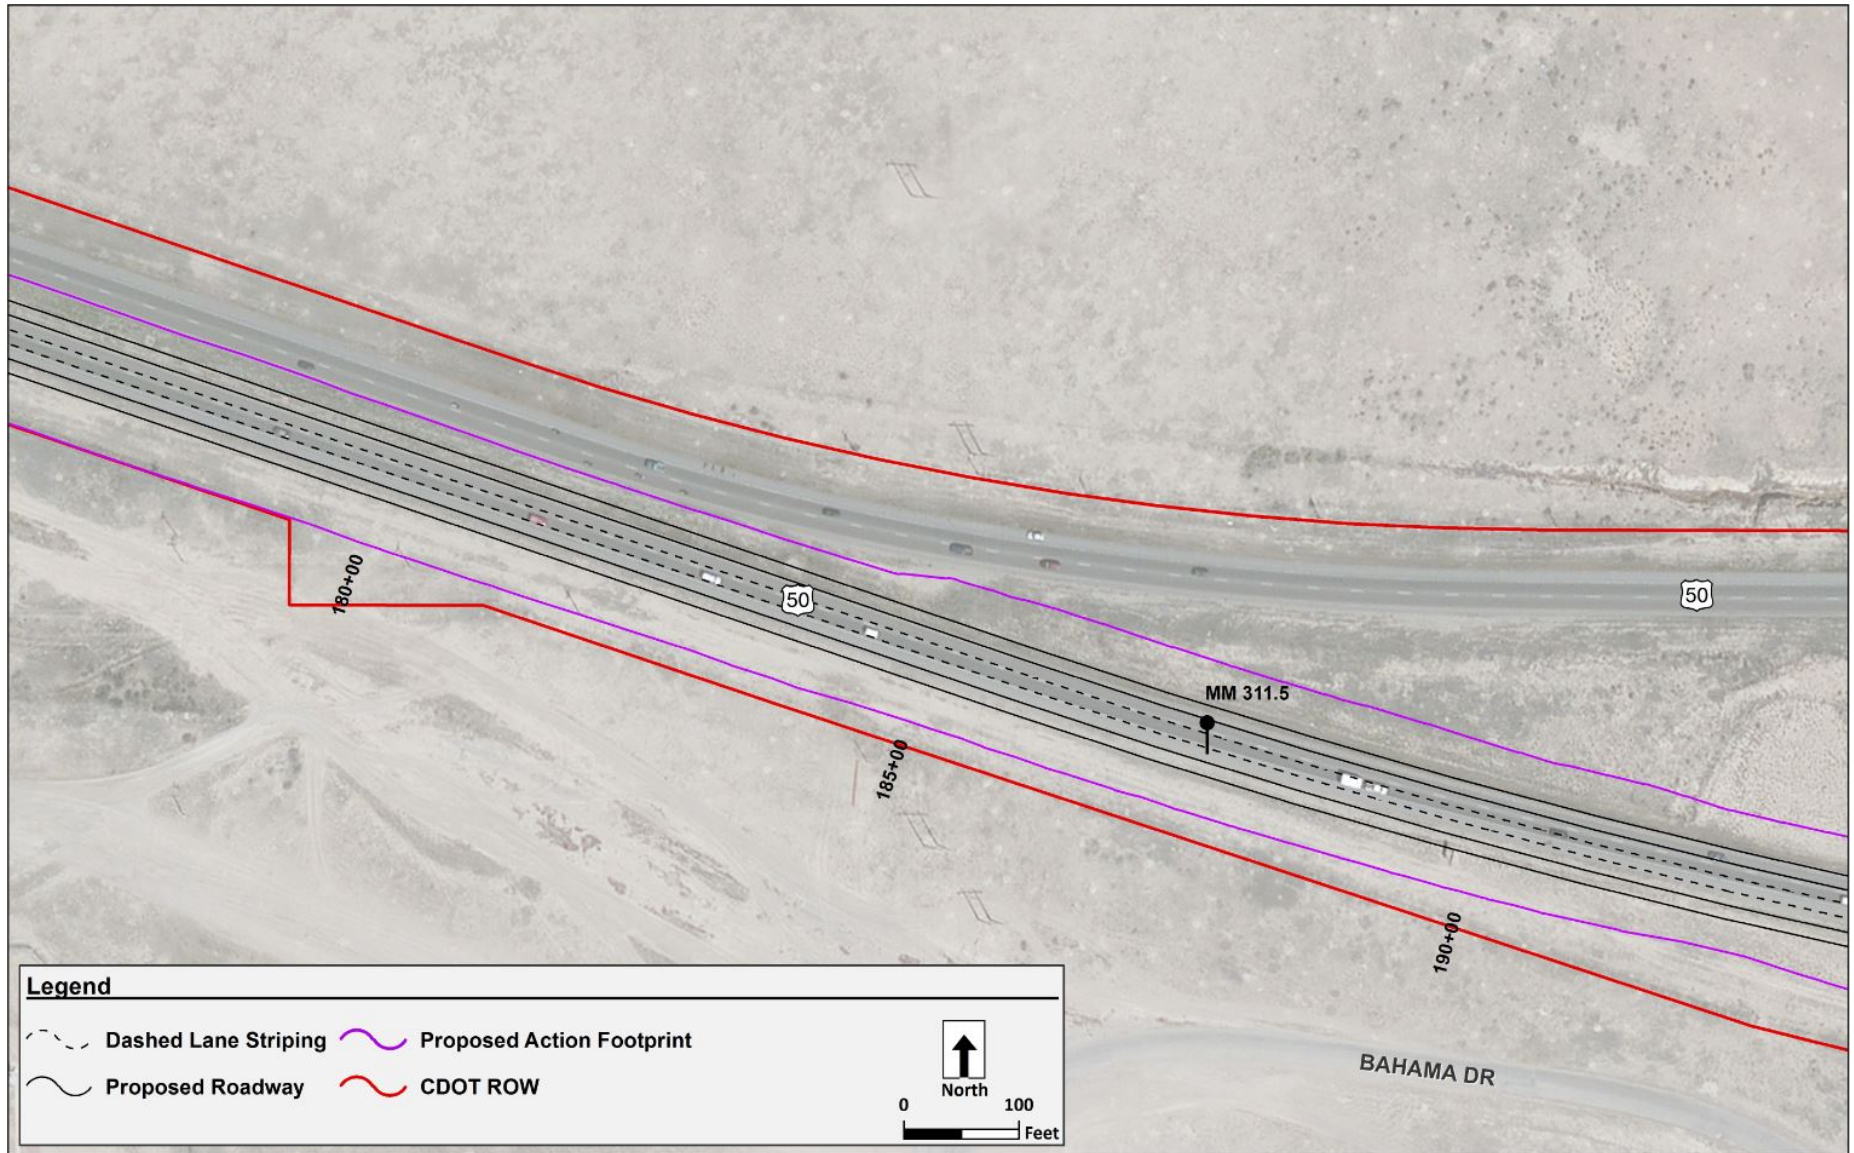 180+00
50
50
MM 311.5
185+00
190+00
BAHAMA DR
Legend
Dashed Lane Striping
Proposed Action Footprint
Proposed Roadway
CDOT ROW
North
0 100
Feet